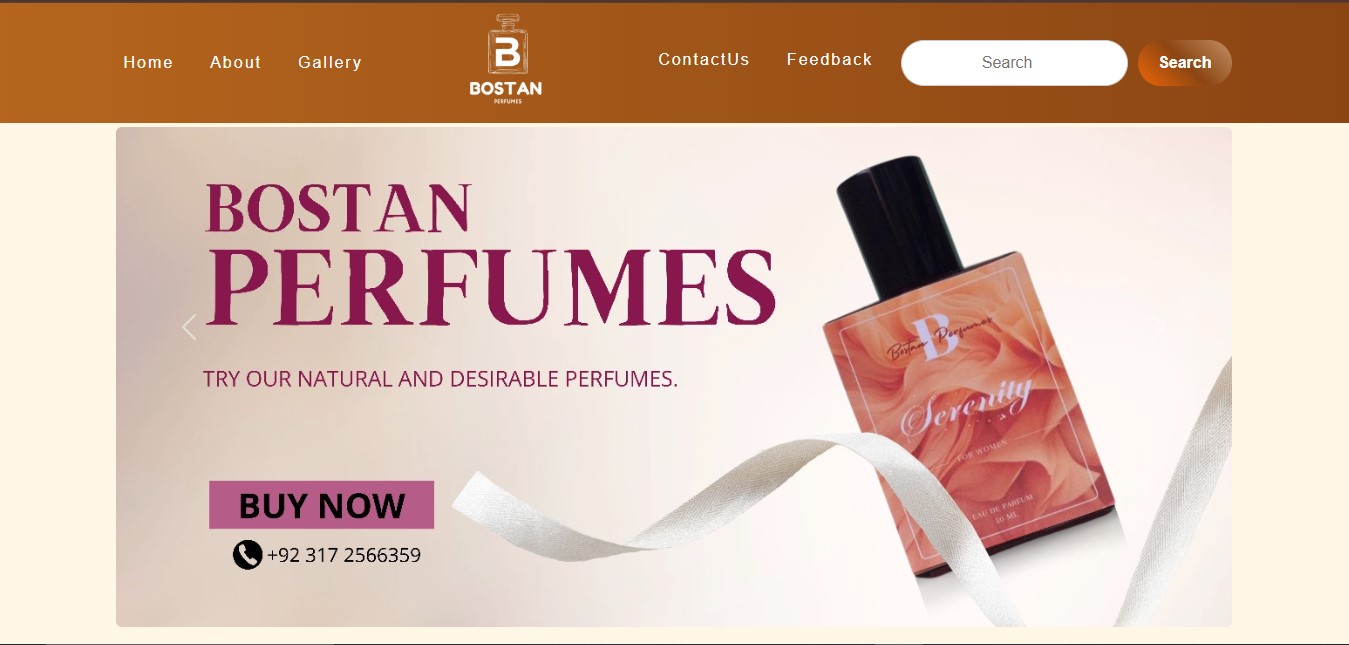 Home
About
Gallery
B
BOSTAN
PERFUMES
ContactUs
Feedback
Search
Search
BOSTAN
PERFUMES
TRY OUR NATURAL AND DESIRABLE PERFUMES.
BUY NOW
+92 317 2566359
B
Bostan Perfumes
Serenity
FOR WOMEN
EAU DE PARFUM
50 ML